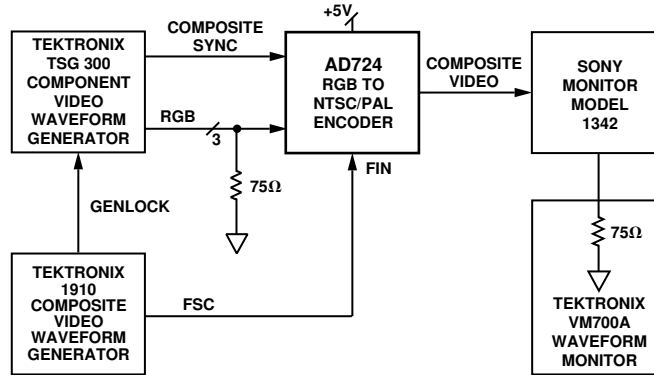 TEKTRONIX
TSG 300
COMPONENT
VIDEO
WAVEFORM
GENERATOR
COMPOSITE
SYNC
RGB
3
+5V
AD724
RGB TO
NTSC/PAL
ENCODER
COMPOSITE
VIDEO
SONY
MONITOR
MODEL
1342
75Ω
FIN
GENLOCK
TEKTRONIX
1910
COMPOSITE
VIDEO
WAVEFORM
GENERATOR
FSC
75Ω
TEKTRONIX
VM700A
WAVEFORM
MONITOR